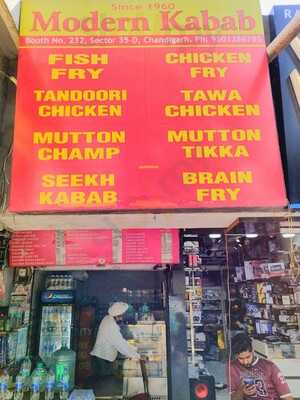 Since 1960
Modern Kabab
Booth No. 232, Sector 35-D, Chandigarh. Ph:
FISH FRY
CHICKEN FRY
TANDOORI CHICKEN
TAWA CHICKEN
MUTTON CHAMP
MUTTON TIKKA
SEEKH KABAB
BRAIN FRY